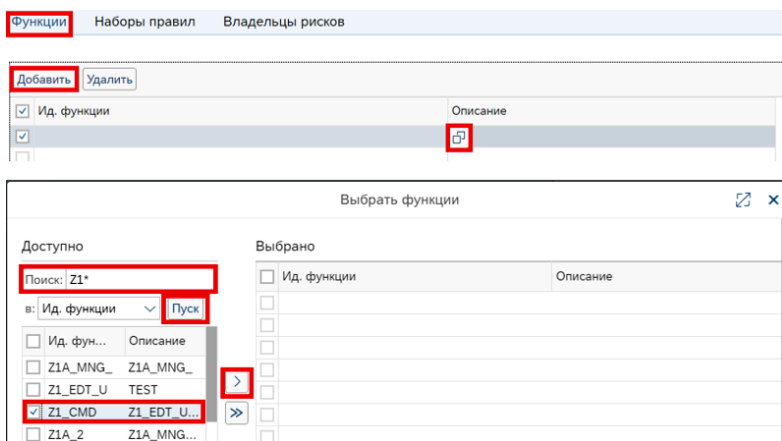 Функции Наборы правил Владельцы рисков
Добавить Удалить
Ид. функции Описание
Выбрать функции
Доступно Выбрано
Поиск: Z1* Ид. функции Описание
в: Ид. функции Пуск
Ид. фун... Описание
Z1A_MNG_ Z1A_MNG_
Z1_EDT_U TEST
Z1_CMD Z1_EDT_U...
Z1A_2 Z1A_MNG...